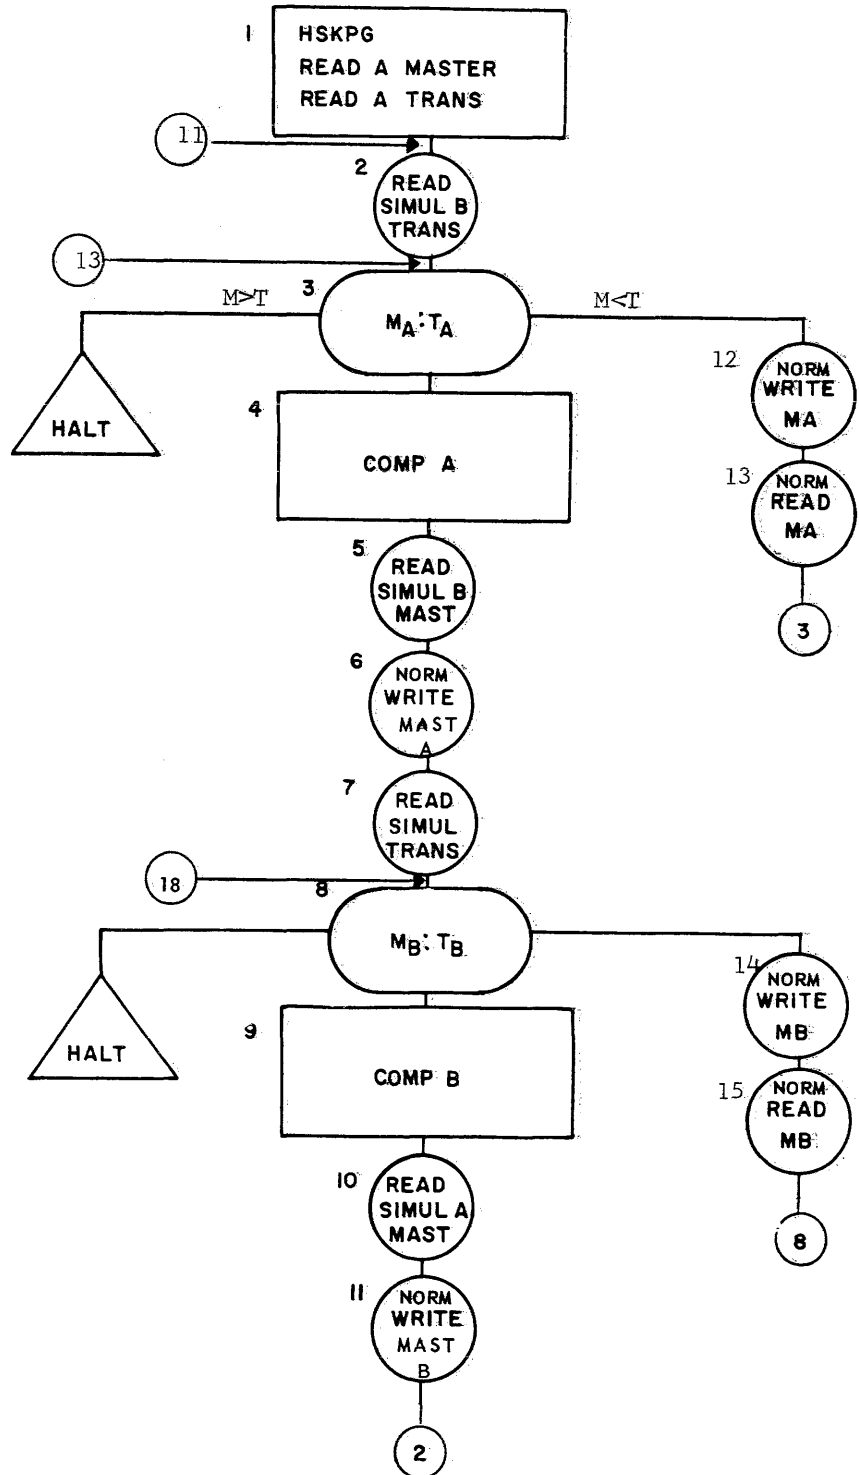 1
HSKPG
READ A MASTER
READ A TRANS
11
2
READ
SIMUL B
TRANS
13
3
M>T
MA:TA
M<T
HALT
12
NORM
WRITE
MA
13
NORM
READ
MA
3
4
COMP A
5
READ
SIMUL B
MAST
6
NORM
WRITE
MAST
A
7
READ
SIMUL
TRANS
18
8
MB:TB
HALT
14
NORM
WRITE
MB
15
NORM
READ
MB
8
9
COMP B
10
READ
SIMUL A
MAST
11
NORM
WRITE
MAST
B
2